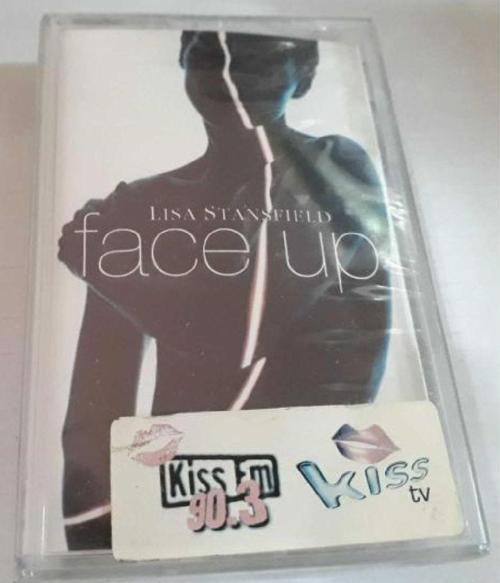 LISA STANSFIELD
face up
Kiss Fm
90.3
kiss
tv